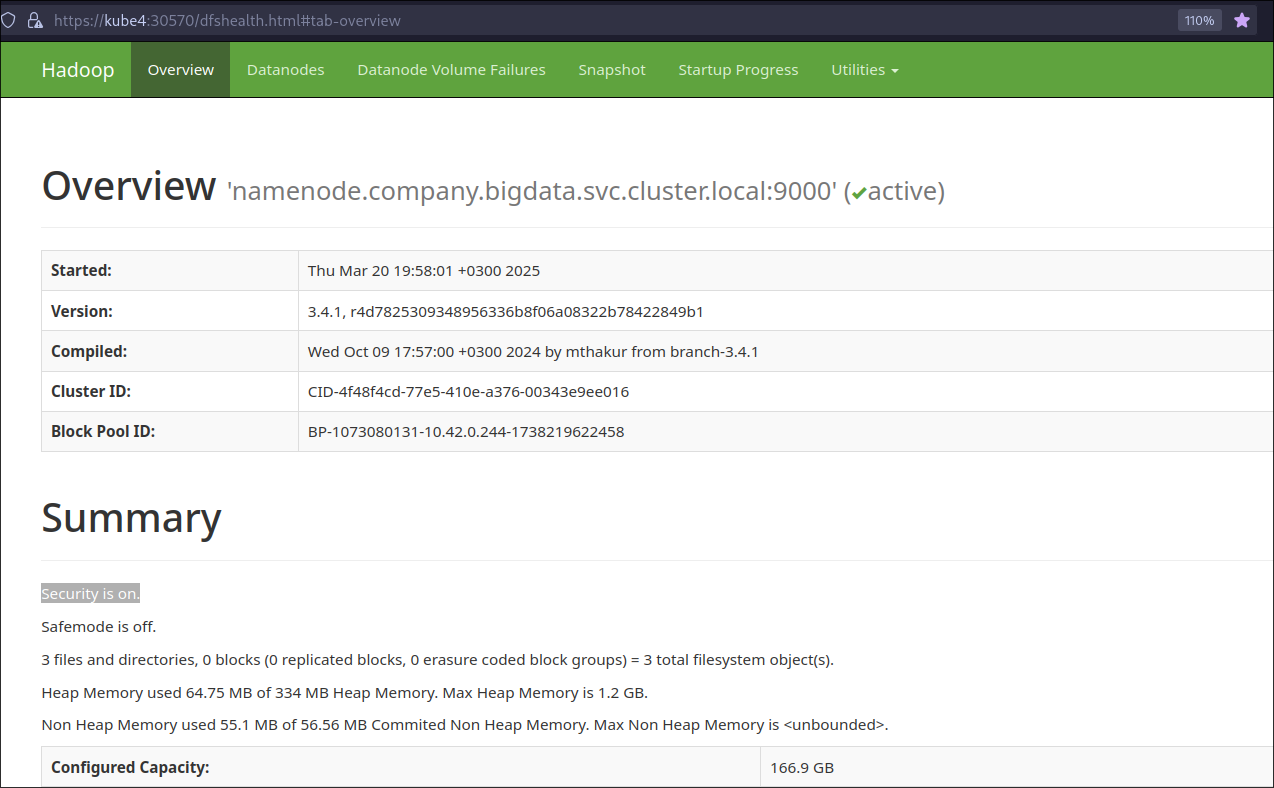 https://kube4:30570/dfshealth.html#tab-overview 110%
Hadoop Overview Datanodes Datanode Volume Failures Snapshot Startup Progress Utilities
Overview 'namenode.company.bigdata.svc.cluster.local:9000' (✔active)
Started: Thu Mar 20 19:58:01 +0300 2025
Version: 3.4.1, r4d7825309348956336b8f06a08322b78422849b1
Compiled: Wed Oct 09 17:57:00 +0300 2024 by mthakur from branch-3.4.1
Cluster ID: CID-4f48f4cd-77e5-410e-a376-00343e9ee016
Block Pool ID: BP-1073080131-10.42.0.244-1738219622458
Summary
Security is on.
Safemode is off.
3 files and directories, 0 blocks (0 replicated blocks, 0 erasure coded block groups) = 3 total filesystem object(s).
Heap Memory used 64.75 MB of 334 MB Heap Memory. Max Heap Memory is 1.2 GB.
Non Heap Memory used 55.1 MB of 56.56 MB Commited Non Heap Memory. Max Non Heap Memory is <unbounded>.
Configured Capacity: 166.9 GB